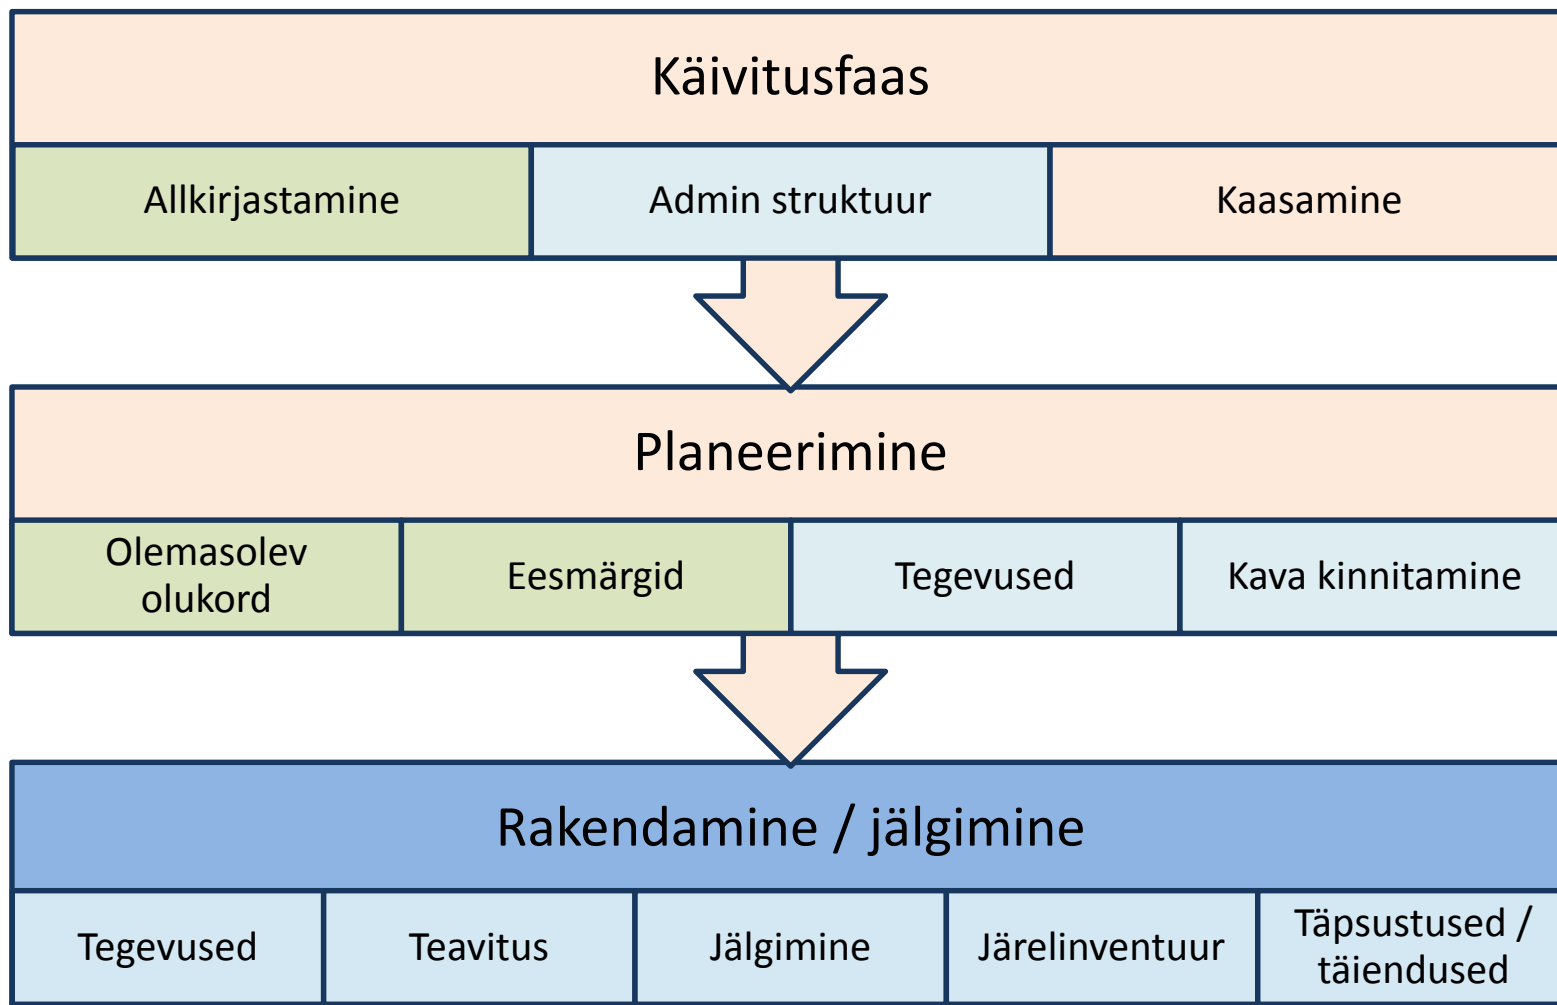 Käivitusfaas
Allkirjastamine
Admin struktuur
Kaasamine
Planeerimine
Olemasolev
olukord
Eesmärgid
Tegevused
Kava kinnitamine
Rakendamine / jälgimine
Tegevused
Teavitus
Jälgimine
Järelinventuur
Täpsustused /
täiendused